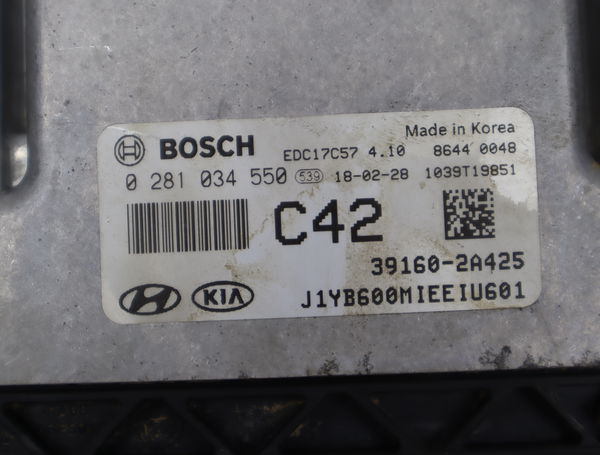 Made in Korea
BOSCH EDC17C57 4.10 8644 0048
0 281 034 550 539 18-02-28 1039T19851
C42
39160-2A425
KIA J1YB600MIEEIU601